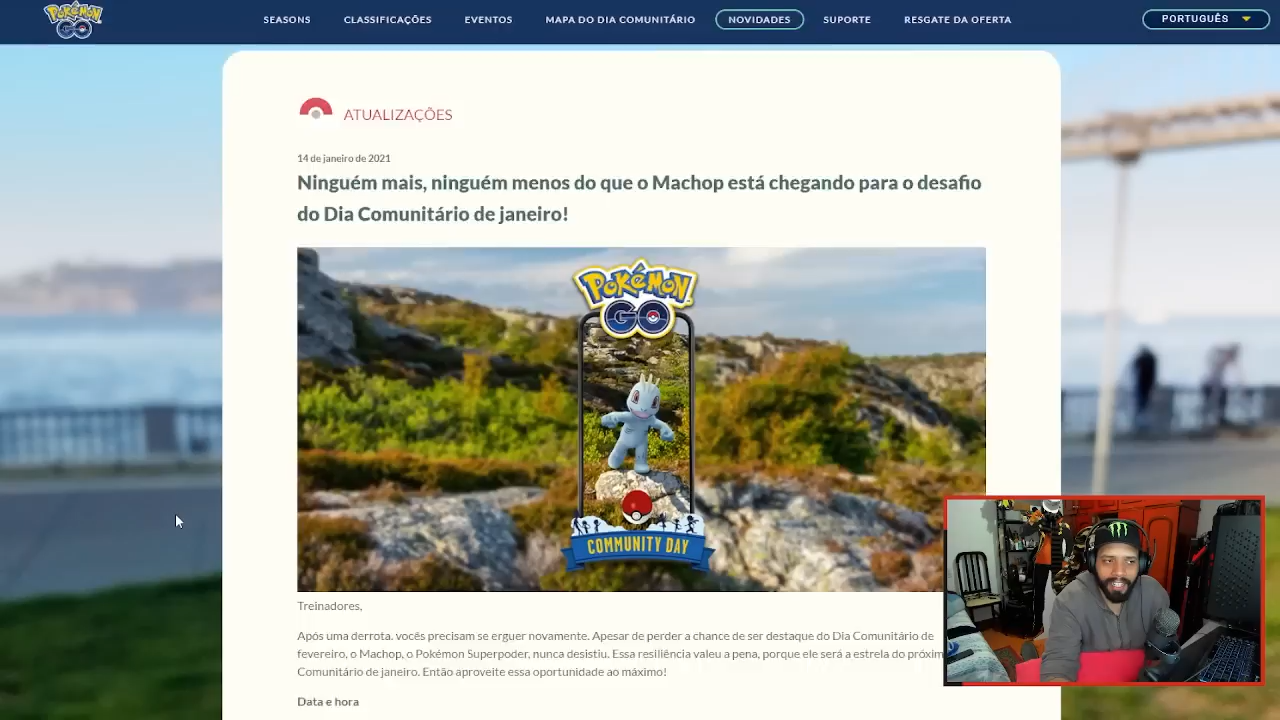 POKÉMON GO
SEASONS
CLASSIFICAÇÕES
EVENTOS
MAPA DO DIA COMUNITÁRIO
NOVIDADES
SUPORTE
RESGATE DA OFERTA
PORTUGUÊS
ATUALIZAÇÕES
14 de janeiro de 2021
Ninguém mais, ninguém menos do que o Machop está chegando para o desafio
do Dia Comunitário de janeiro!
POKÉMON
GO
COMMUNITY DAY
Treinadores,
Após uma derrota. vocês precisam se erguer novamente. Apesar de perder a chance de ser destaque do Dia Comunitário de
fevereiro, o Machop, o Pokémon Superpoder, nunca desistiu. Essa resiliência valeu a pena, porque ele será a estrela do
Comunitário de janeiro. Então aproveite essa oportunidade ao máximo!
Data e hora